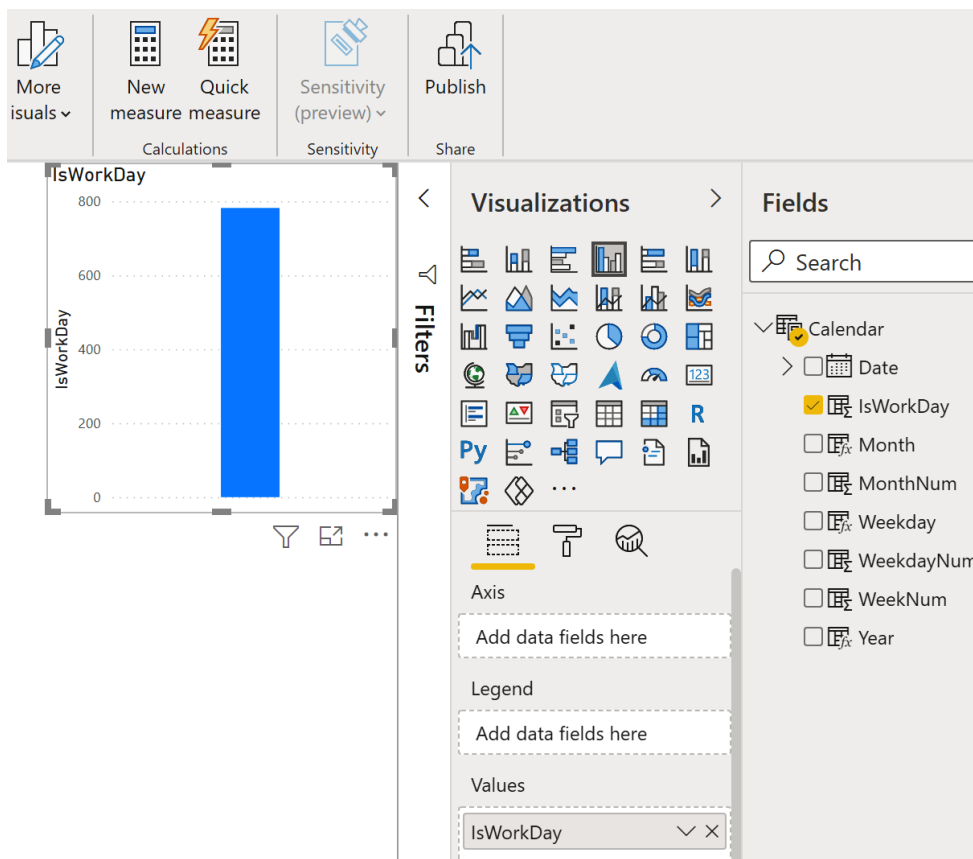 More
isuals
New
measure
Quick
measure
Sensitivity
(preview)
Publish
Calculations
Sensitivity
Share
IsWorkDay
800
600
400
200
0
IsWorkDay
Filters
Visualizations
123
R
Py
Axis
Add data fields here
Legend
Add data fields here
Values
IsWorkDay
Fields
Search
Calendar
Date
IsWorkDay
Month
MonthNum
Weekday
WeekdayNum
WeekNum
Year